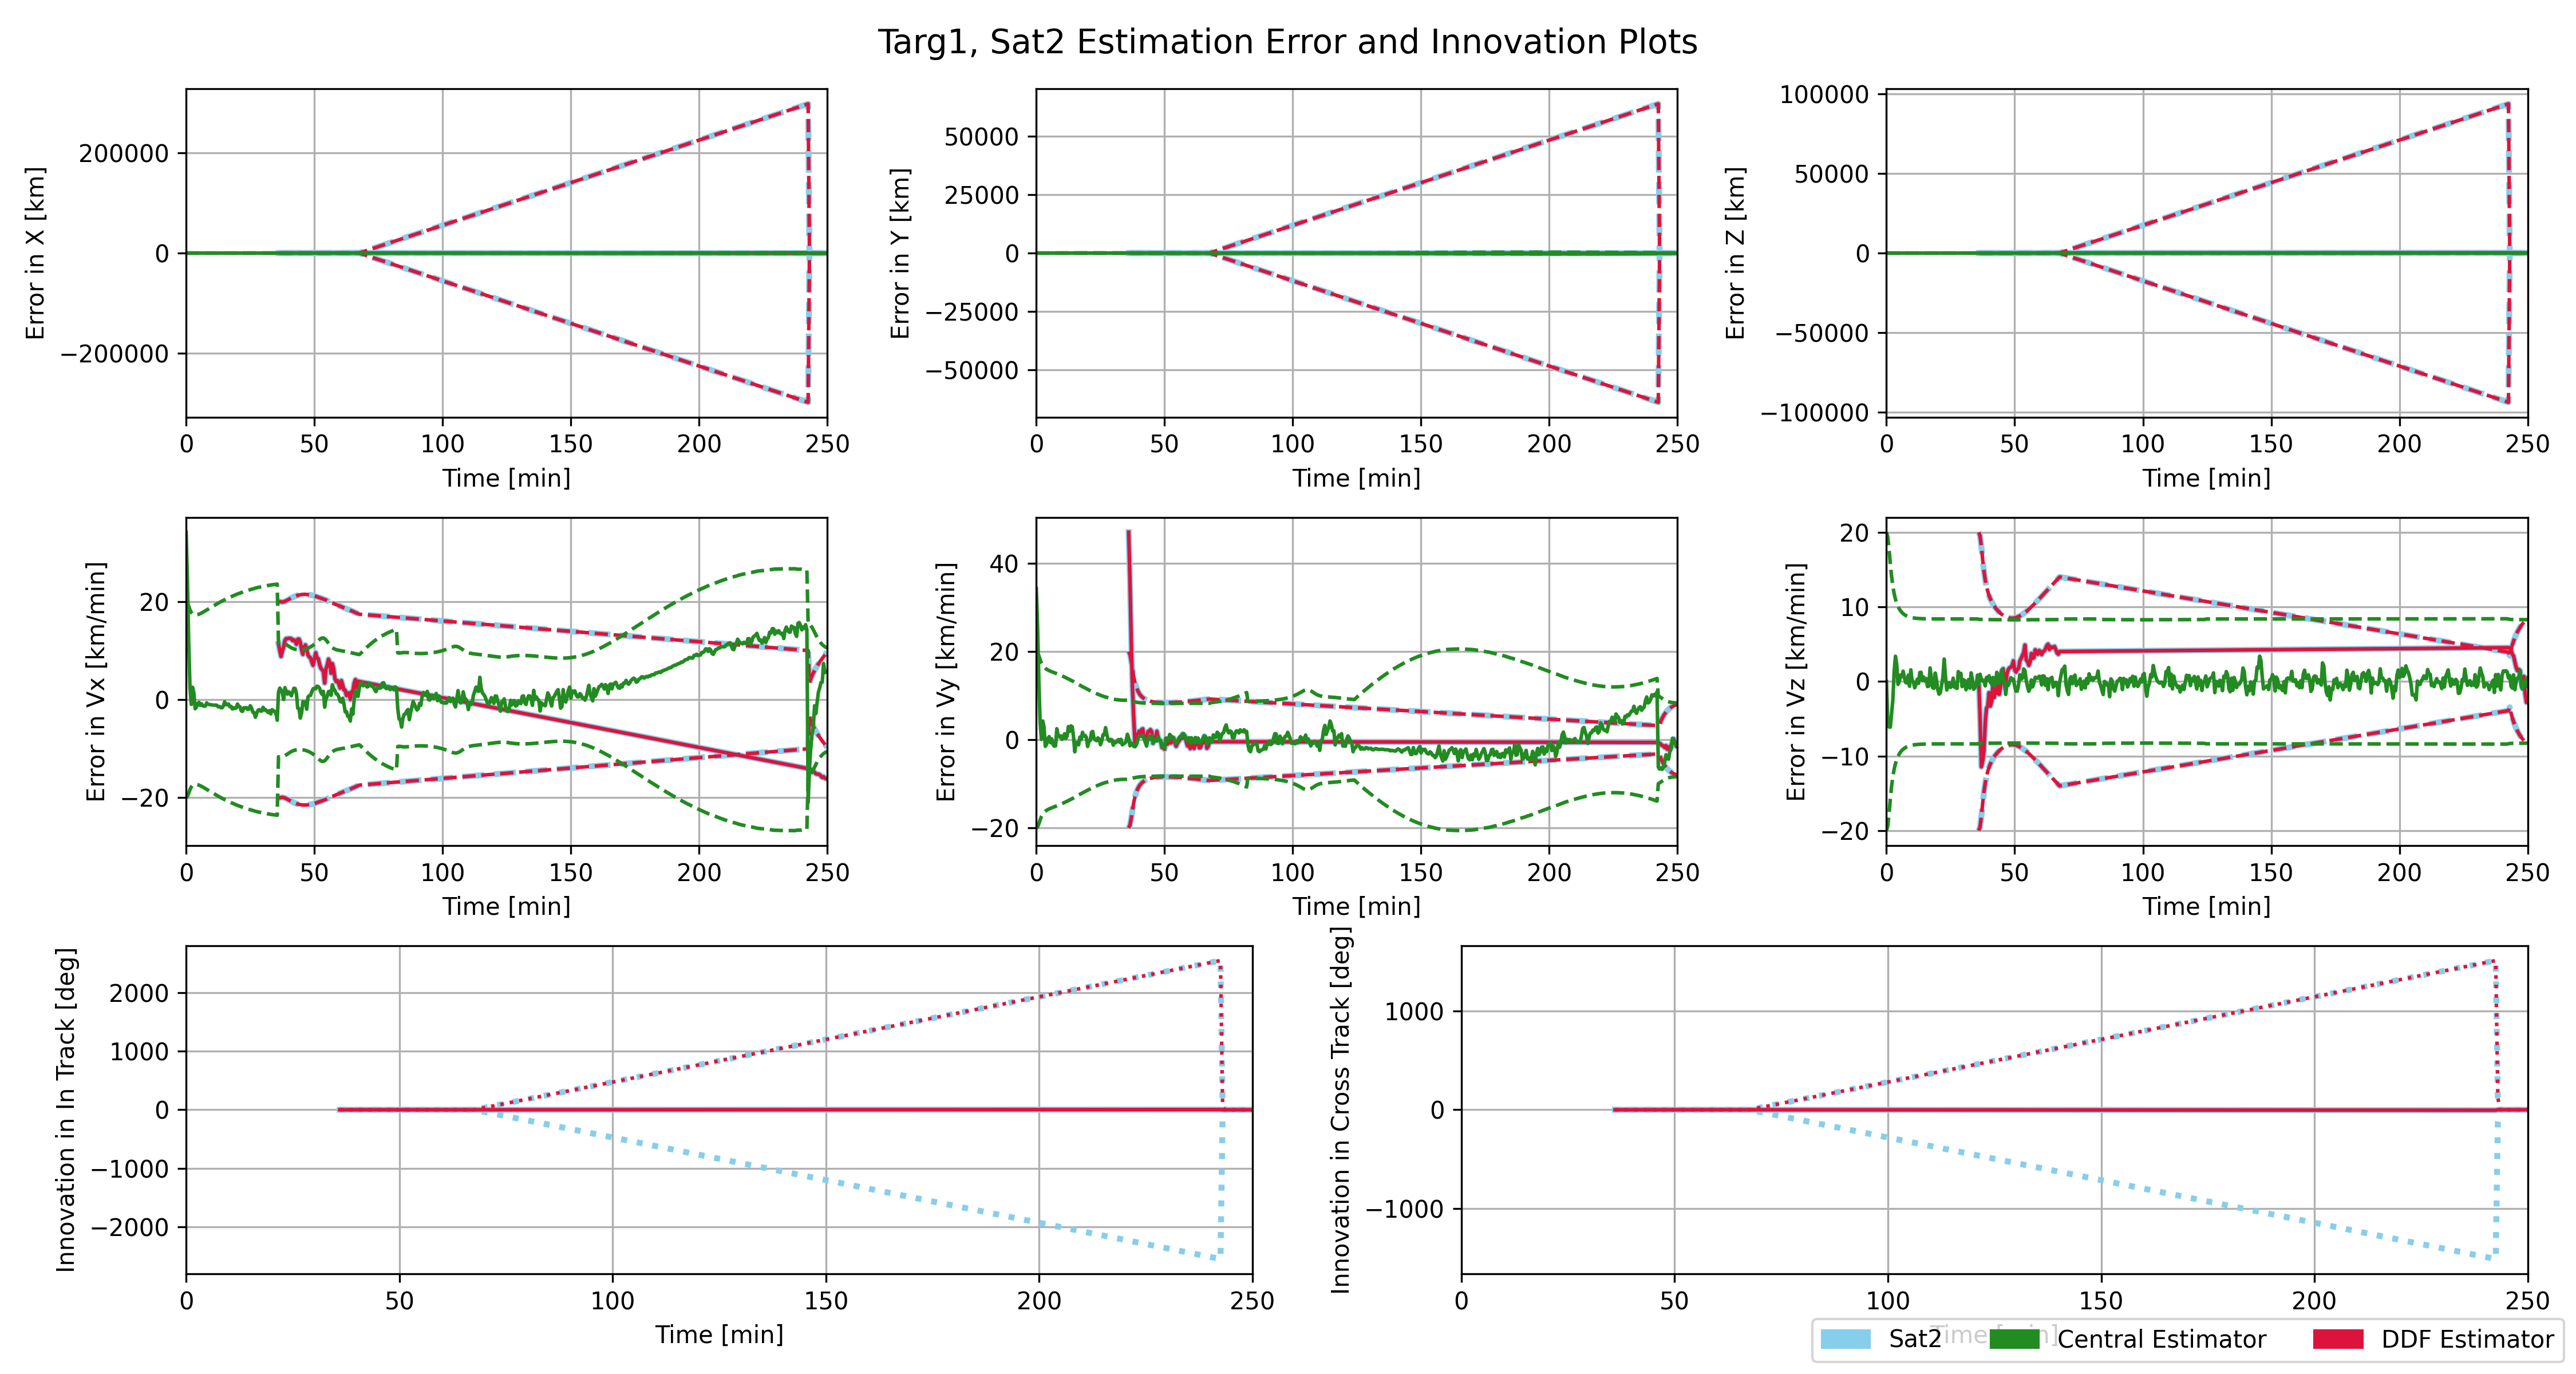 Targ1, Sat2 Estimation Error and Innovation Plots
Error in X [km]
200000
0
−200000
0 50 100 150 200 250
Time [min]
Error in Y [km]
50000
25000
0
−25000
−50000
0 50 100 150 200 250
Time [min]
Error in Z [km]
100000
50000
0
−50000
−100000
0 50 100 150 200 250
Time [min]
Error in Vx [km/min]
20
0
−20
0 50 100 150 200 250
Time [min]
Error in Vy [km/min]
40
20
0
−20
0 50 100 150 200 250
Time [min]
Error in Vz [km/min]
20
10
0
−10
−20
0 50 100 150 200 250
Time [min]
Innovation in In Track [deg]
2000
1000
0
−1000
−2000
0 50 100 150 200 250
Time [min]
Innovation in Cross Track [deg]
1000
0
−1000
0 50 100 150 200 250
Time [min]
Sat2 Central Estimator DDF Estimator